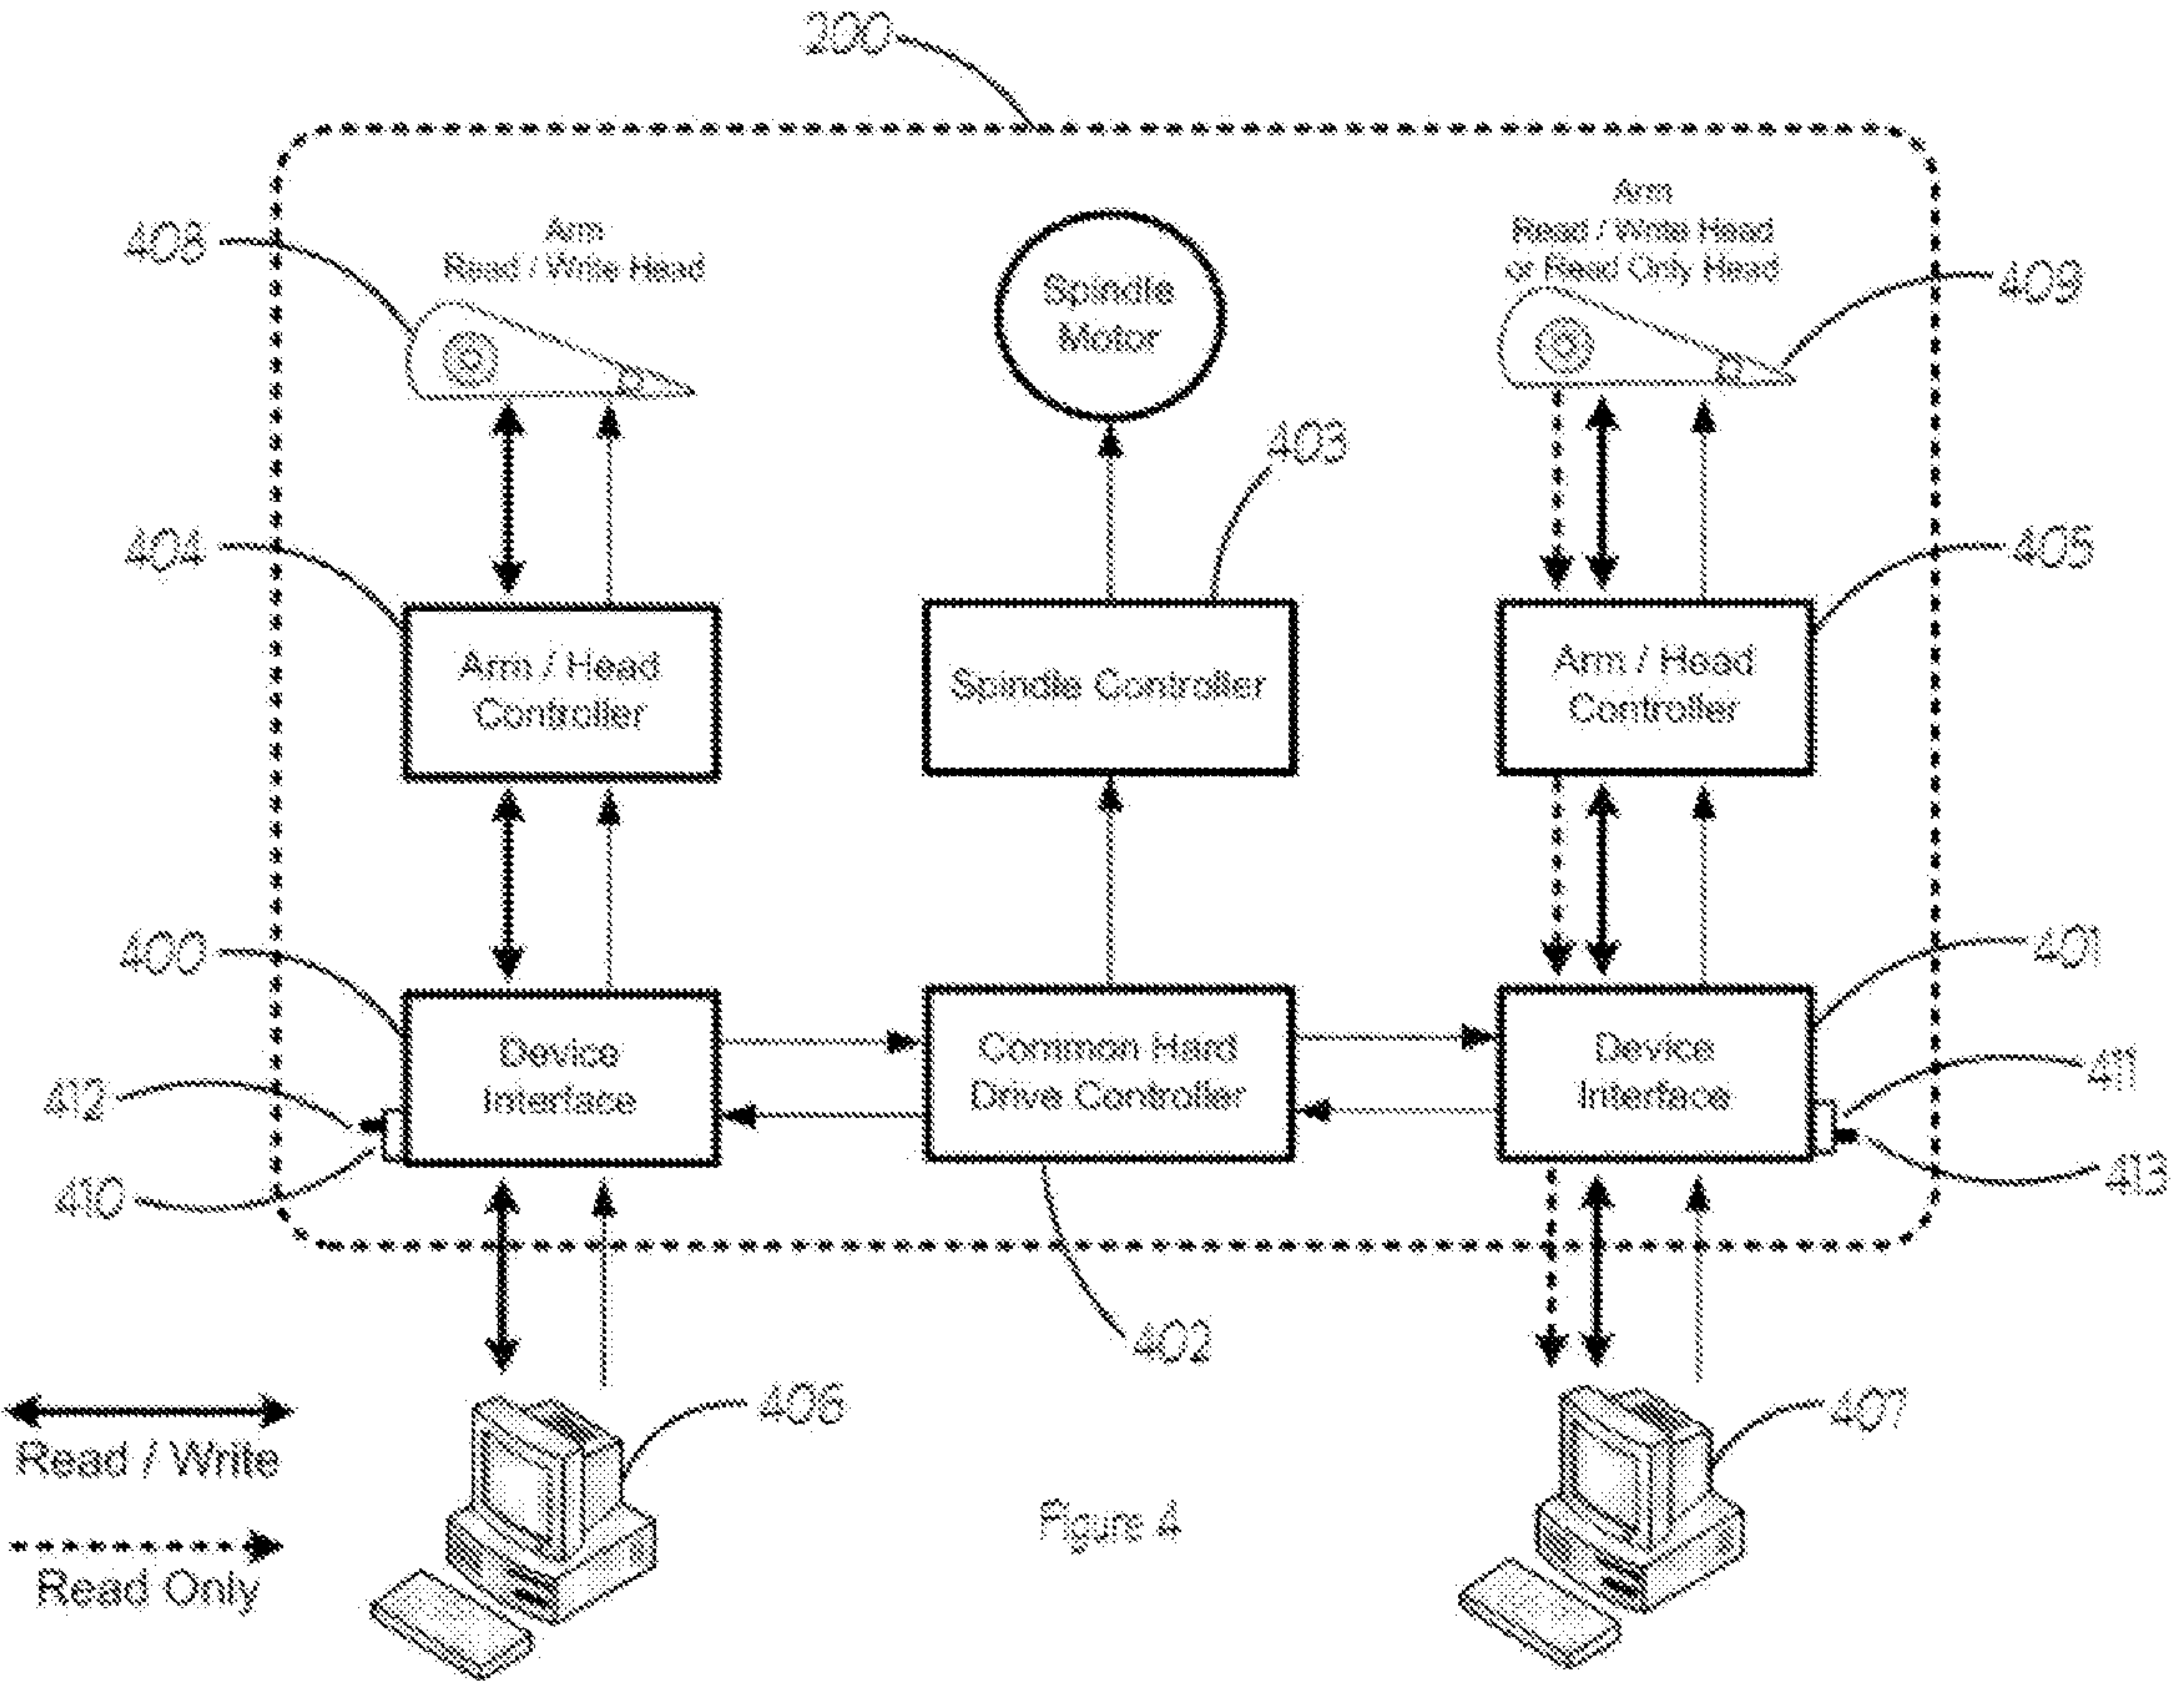 200
Arm
Read / Write Head
408
Spindle
Motor
Arm
Read / Write Head
or Read Only Head
409
403
404
405
Arm / Head
Controller
Spindle Controller
Arm / Head
Controller
400
401
Device
Interface
Common Hard
Drive Controller
Device
Interface
412
411
410
413
402
406
407
Read / Write
Read Only
Figure 4